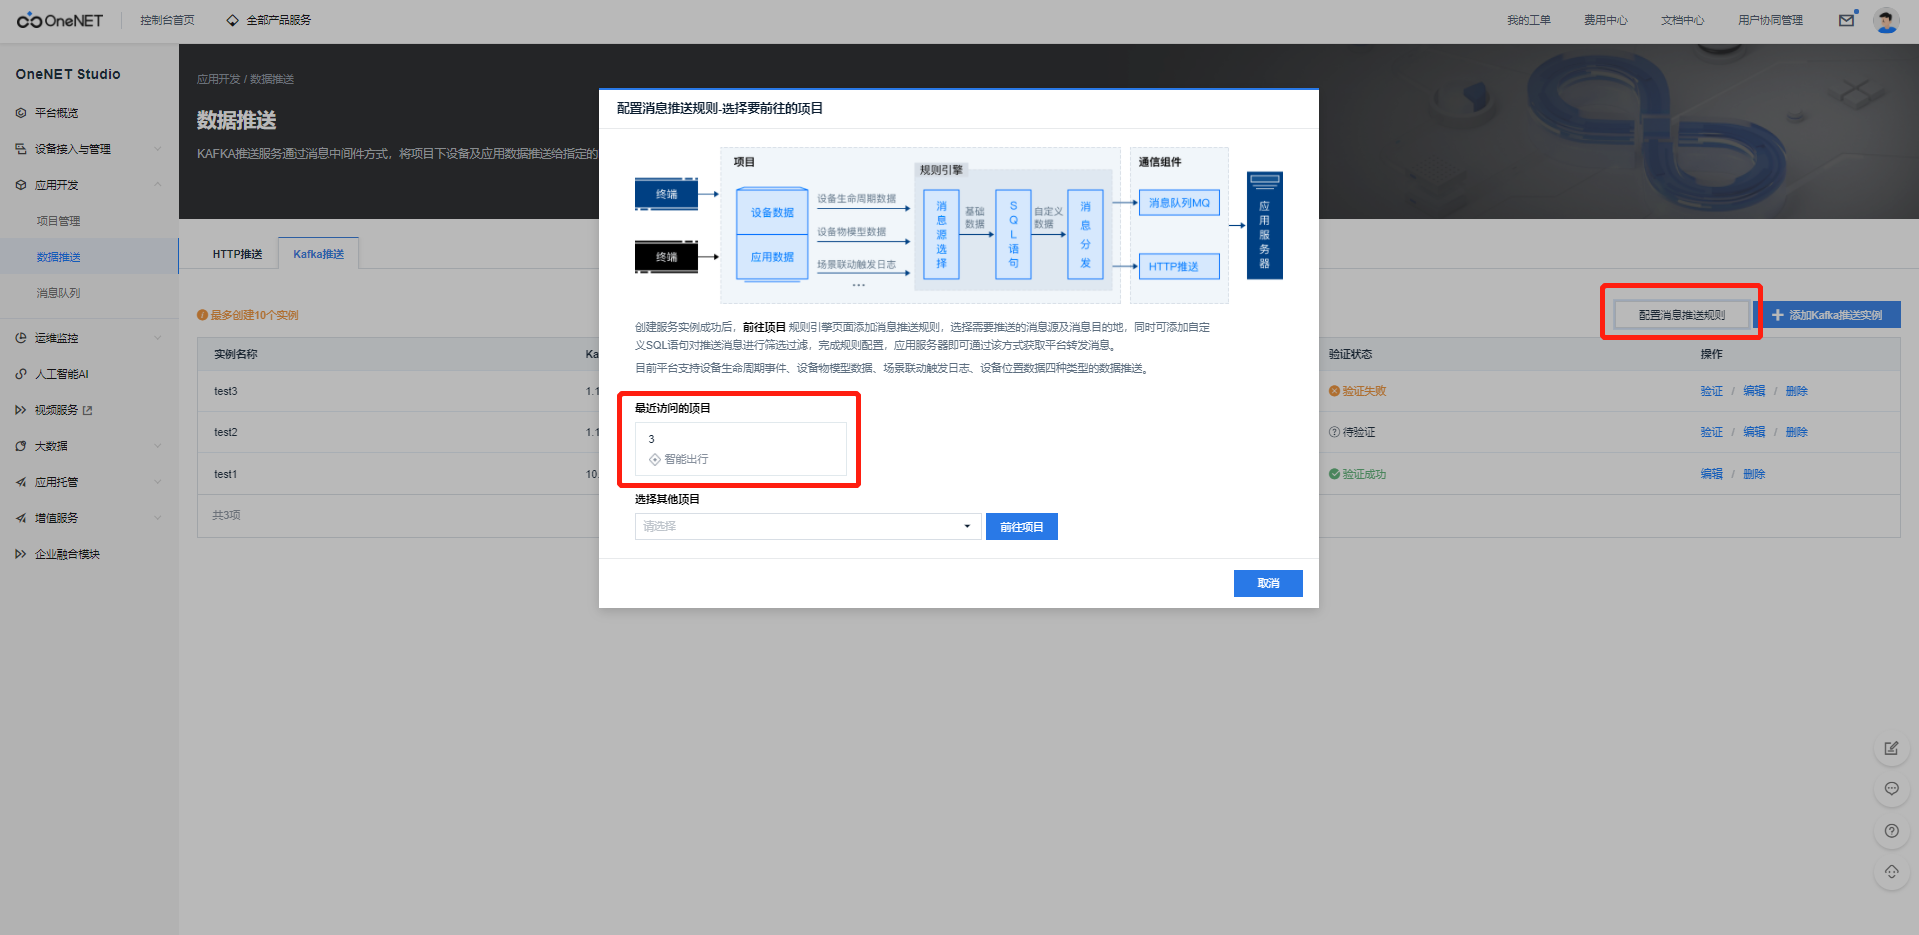 OneNET
控制台首页
全部产品服务
我的工单
费用中心
文档中心
用户协同管理
OneNET Studio
平台概览
设备接入与管理
应用开发
项目管理
数据推送
消息队列
运维监控
人工智能AI
视频服务
大数据
应用托管
增值服务
企业融合模块
应用开发 / 数据推送
数据推送
KAFKA推送服务通过消息中间件方式，将项目下设备及应用数据推送给指定的
HTTP推送
Kafka推送
最多创建10个实例
配置消息推送规则
添加Kafka推送实例
实例名称
Ka
验证状态
操作
test3
1.1
验证失败
验证 / 编辑 / 删除
test2
1.1
待验证
验证 / 编辑 / 删除
test1
10.
验证成功
编辑 / 删除
共3项
配置消息推送规则-选择要前往的项目
终端
终端
项目
设备数据
应用数据
设备生命周期数据
设备物模型数据
场景联动触发日志
...
规则引擎
消息源选择
基础数据
SQL语句
自定义数据
消息分发
通信组件
消息队列MQ
HTTP推送
应用服务器
创建服务实例成功后，前往项目 规则引擎页面添加消息推送规则，选择需要推送的消息源及消息目的地，同时可添加自定
义SQL语句对推送消息进行筛选过滤，完成规则配置，应用服务器即可通过该方式获取平台转发消息。
目前平台支持设备生命周期事件、设备物模型数据、场景联动触发日志、设备位置数据四种类型的数据推送。
最近访问的项目
3
智能出行
选择其他项目
请选择
前往项目
取消